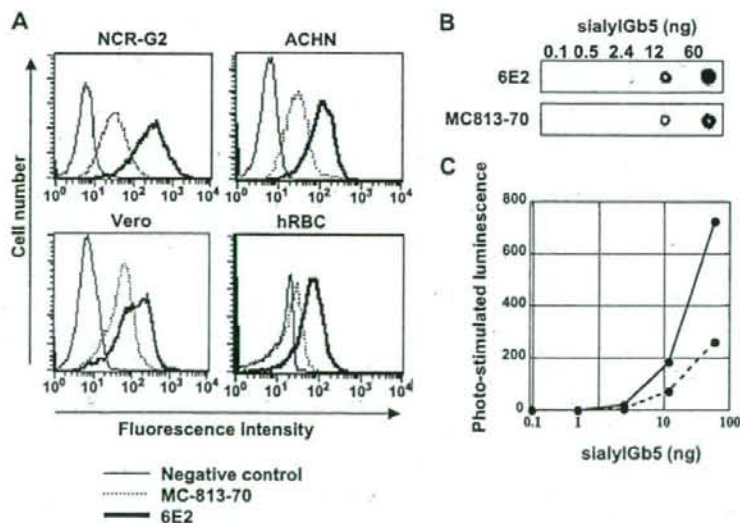 A
NCR-G2
ACHN
10⁰ 10¹ 10² 10³ 10⁴
10⁰ 10¹ 10² 10³ 10⁴
Vero
hRBC
10⁰ 10¹ 10² 10³ 10⁴
10⁰ 10¹ 10² 10³ 10⁴
Cell number
Fluorescence Intensity
Negative control
MC-813-70
6E2
B
sialylGb5 (ng)
0.1 0.5 2.4 12 60
6E2
MC813-70
C
Photo-stimulated luminescence
800
600
400
200
0
0.1 1 10 100
sialylGb5 (ng)